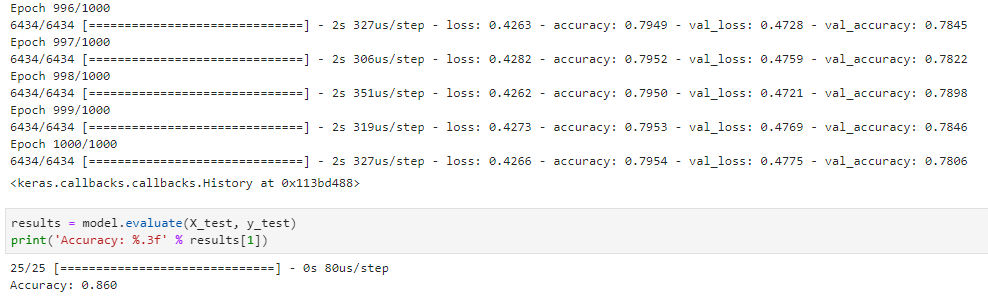 Epoch 996/1000
6434/6434 [==============================] - 2s 327us/step - loss: 0.4263 - accuracy: 0.7949 - val_loss: 0.4728 - val_accuracy: 0.7845
Epoch 997/1000
6434/6434 [==============================] - 2s 306us/step - loss: 0.4282 - accuracy: 0.7952 - val_loss: 0.4759 - val_accuracy: 0.7822
Epoch 998/1000
6434/6434 [==============================] - 2s 351us/step - loss: 0.4262 - accuracy: 0.7950 - val_loss: 0.4721 - val_accuracy: 0.7898
Epoch 999/1000
6434/6434 [==============================] - 2s 319us/step - loss: 0.4273 - accuracy: 0.7953 - val_loss: 0.4769 - val_accuracy: 0.7846
Epoch 1000/1000
6434/6434 [==============================] - 2s 327us/step - loss: 0.4266 - accuracy: 0.7954 - val_loss: 0.4775 - val_accuracy: 0.7806
<keras.callbacks.callbacks.History at 0x113bd488>
results = model.evaluate(X_test, y_test)
print('Accuracy: %.3f' % results[1])
25/25 [==============================] - 0s 80us/step
Accuracy: 0.860